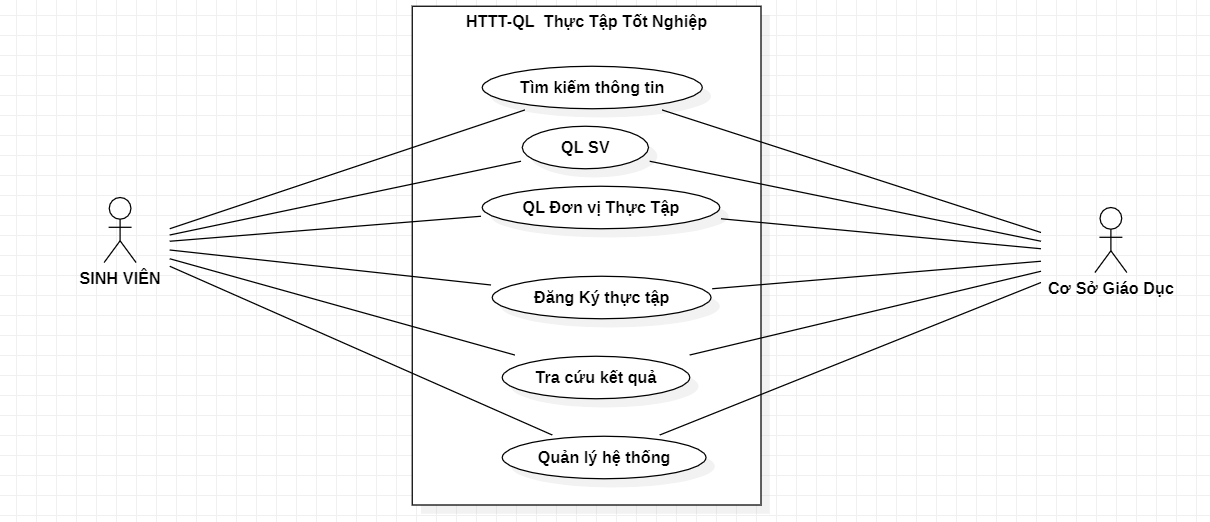 HTTT-QL  Thực Tập Tốt Nghiệp
Tìm kiếm thông tin
QL SV
QL Đơn vị Thực Tập
SINH VIÊN
Cơ Sở Giáo Dục
Đăng Ký thực tập
Tra cứu kết quả
Quản lý hệ thống